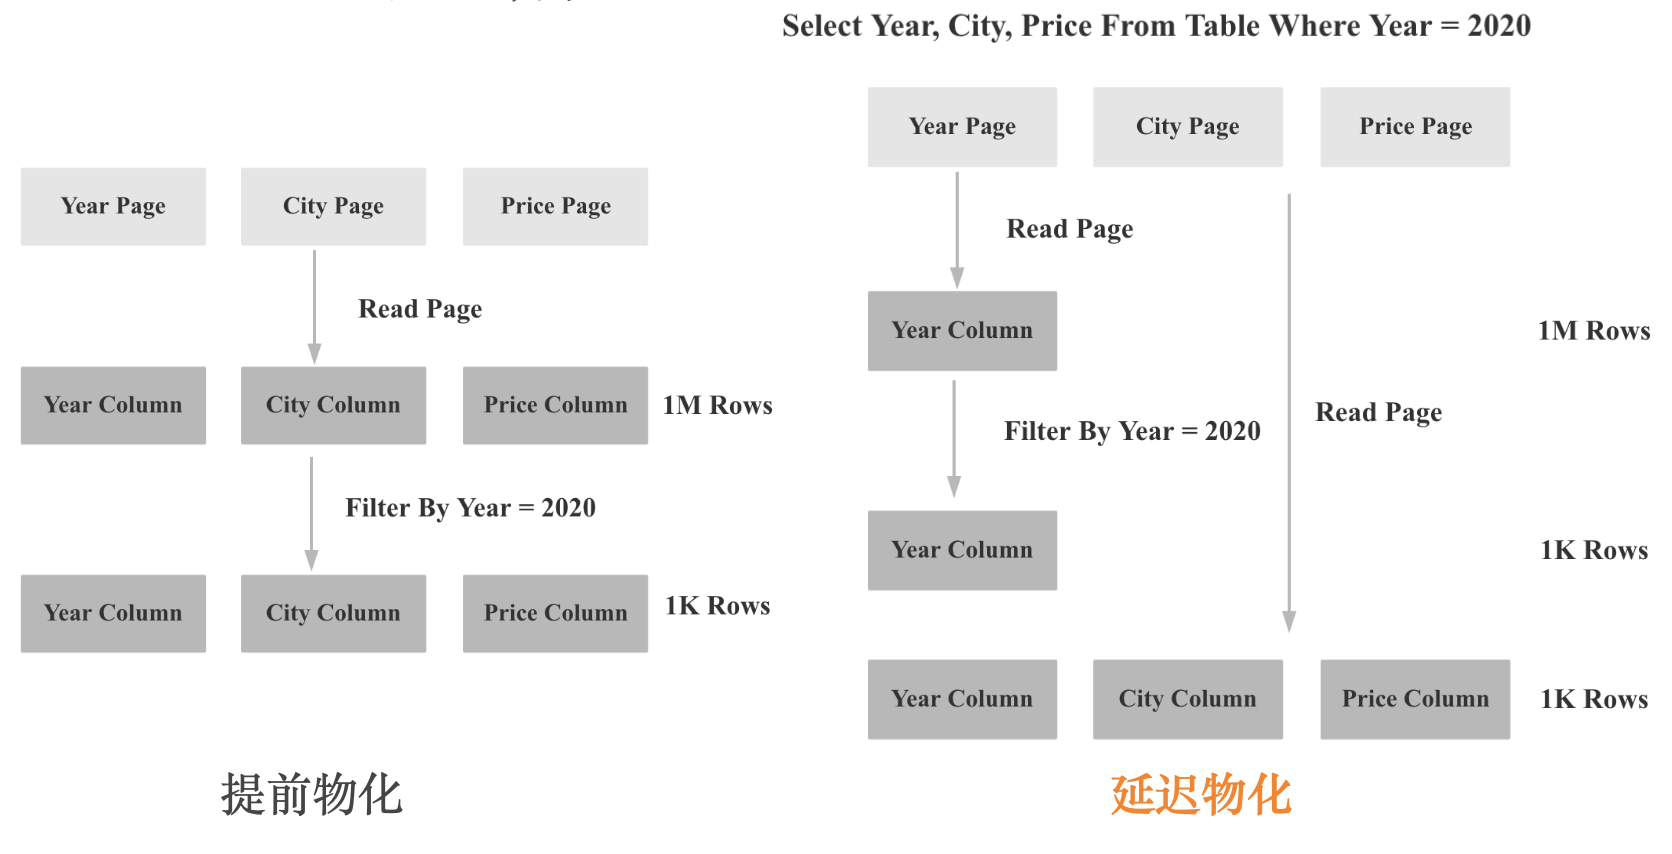 Select Year, City, Price From Table Where Year = 2020
Year Page
City Page
Price Page
Read Page
Year Column
City Column
Price Column
1M Rows
Filter By Year = 2020
Year Column
City Column
Price Column
1K Rows
提前物化
Year Page
City Page
Price Page
Read Page
Year Column
1M Rows
Filter By Year = 2020
Read Page
Year Column
1K Rows
Year Column
City Column
Price Column
1K Rows
延迟物化